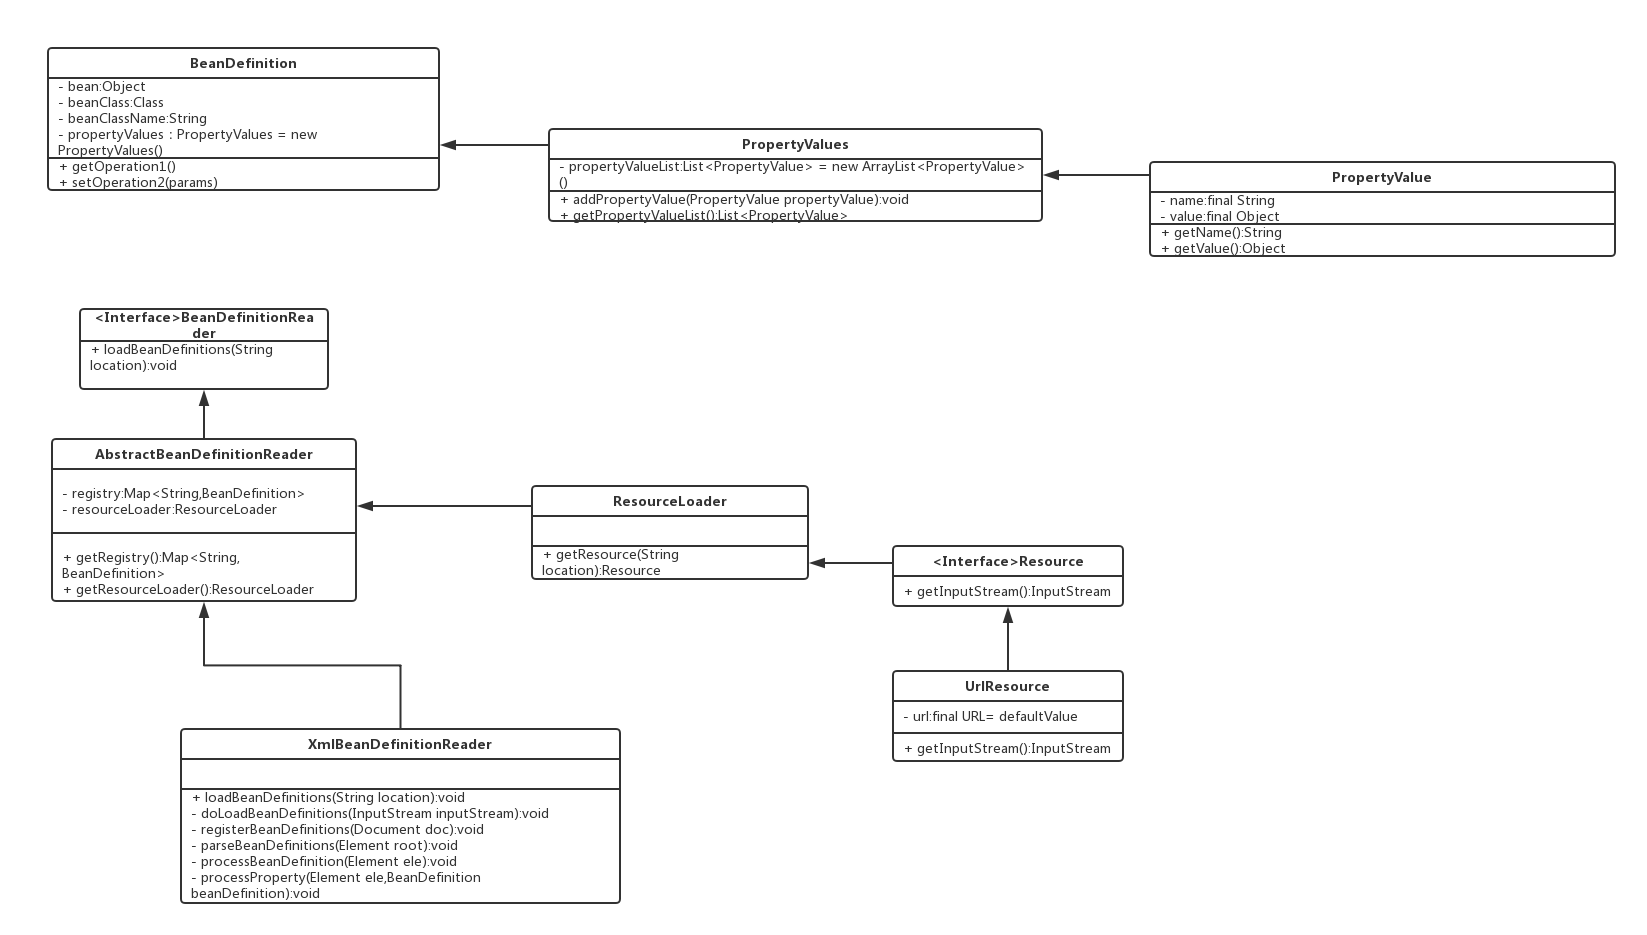 BeanDefinition
- bean:Object
- beanClass:Class
- beanClassName:String
- propertyValues : PropertyValues = new
PropertyValues()
+ getOperation1()
+ setOperation2(params)
PropertyValues
- propertyValueList:List<PropertyValue> = new ArrayList<PropertyValue>
()
+ addPropertyValue(PropertyValue propertyValue):void
+ getPropertyValueList():List<PropertyValue>
PropertyValue
- name:final String
- value:final Object
+ getName():String
+ getValue():Object
<Interface>BeanDefinitionRea
der
+ loadBeanDefinitions(String
location):void
AbstractBeanDefinitionReader
- registry:Map<String,BeanDefinition>
- resourceLoader:ResourceLoader
+ getRegistry():Map<String,
BeanDefinition>
+ getResourceLoader():ResourceLoader
ResourceLoader
+ getResource(String
location):Resource
<Interface>Resource
+ getInputStream():InputStream
UrlResource
- url:final URL= defaultValue
+ getInputStream():InputStream
XmlBeanDefinitionReader
+ loadBeanDefinitions(String location):void
- doLoadBeanDefinitions(InputStream inputStream):void
- registerBeanDefinitions(Document doc):void
- parseBeanDefinitions(Element root):void
- processBeanDefinition(Element ele):void
- processProperty(Element ele,BeanDefinition
beanDefinition):void